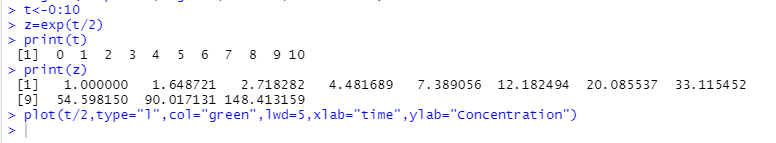 > t<-0:10
> z=exp(t/2)
> print(t)
 [1]  0  1  2  3  4  5  6  7  8  9 10
> print(z)
 [1]   1.000000   1.648721   2.718282   4.481689   7.389056  12.182494  20.085537  33.115452
 [9]  54.598150  90.017131 148.413159
> plot(t/2,type="l",col="green",lwd=5,xlab="time",ylab="Concentration")
>